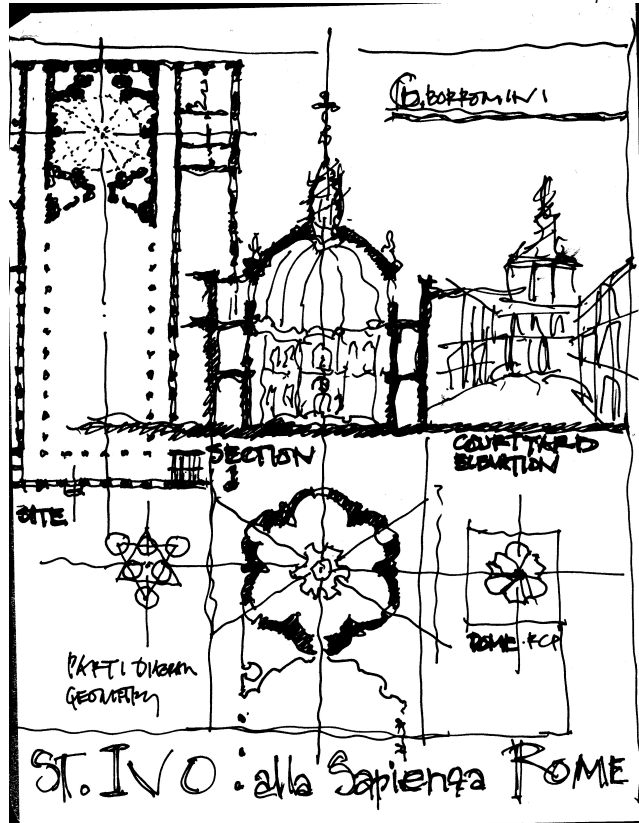 BORROMINI
SECTION
COURTYARD
ELEVATION
SITE
DOME RCP
PARTI DIAGRAM
GEOMETRY
ST. IVO : alla Sapienza ROME